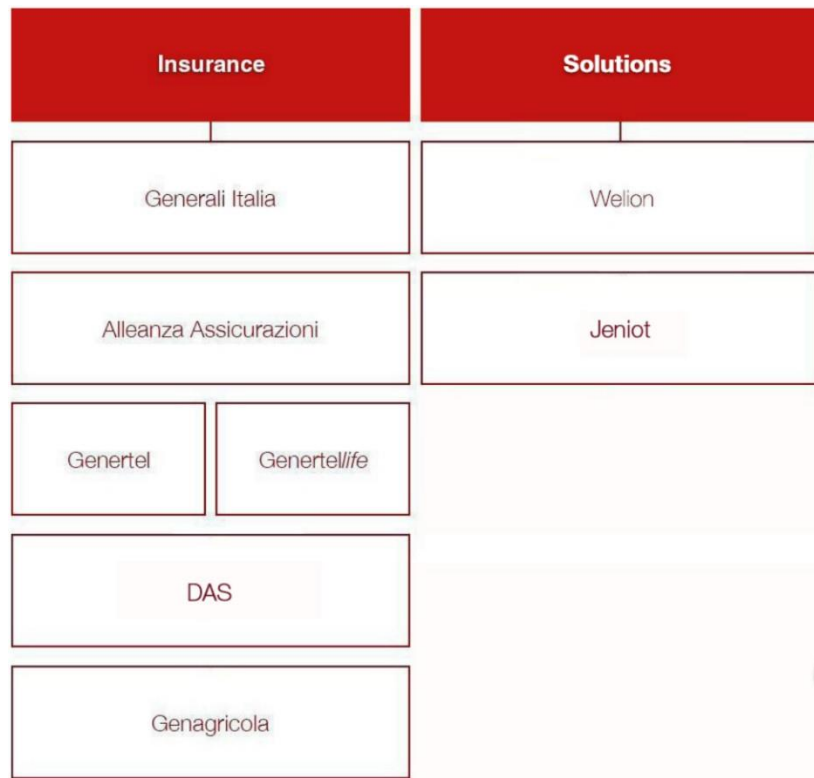 Insurance
Solutions
Generali Italia
Welion
Alleanza Assicurazioni
Jeniot
Genertel
Genertellife
DAS
Genagricola